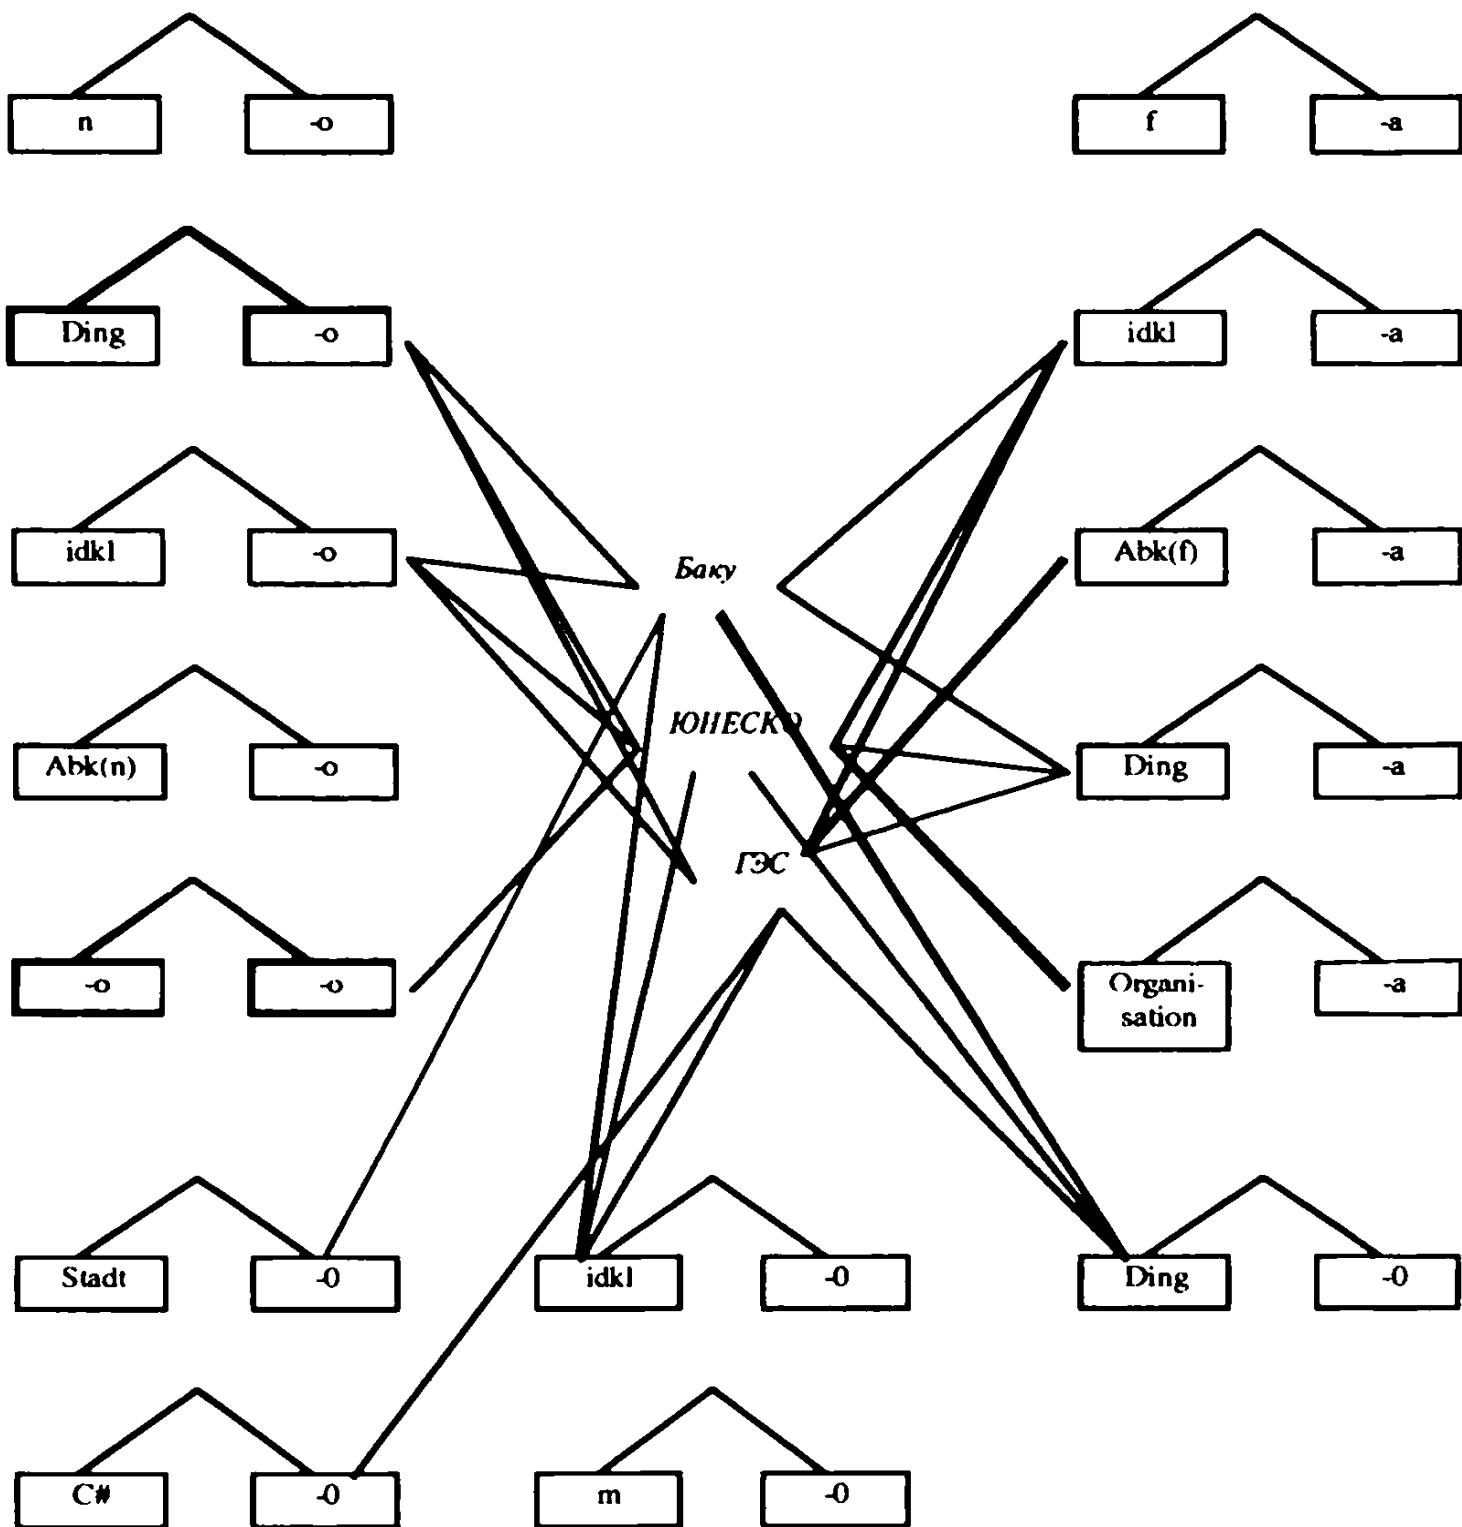 n -o f -a
Ding -o idkl -a
idkl -o Abk(f) -a
Баку
Abk(n) -o Ding -a
ЮНЕСКО
ГЭС
-o -o Organi-
sation -a
Stadt -0 idkl -0 Ding -0
C# -0 m -0